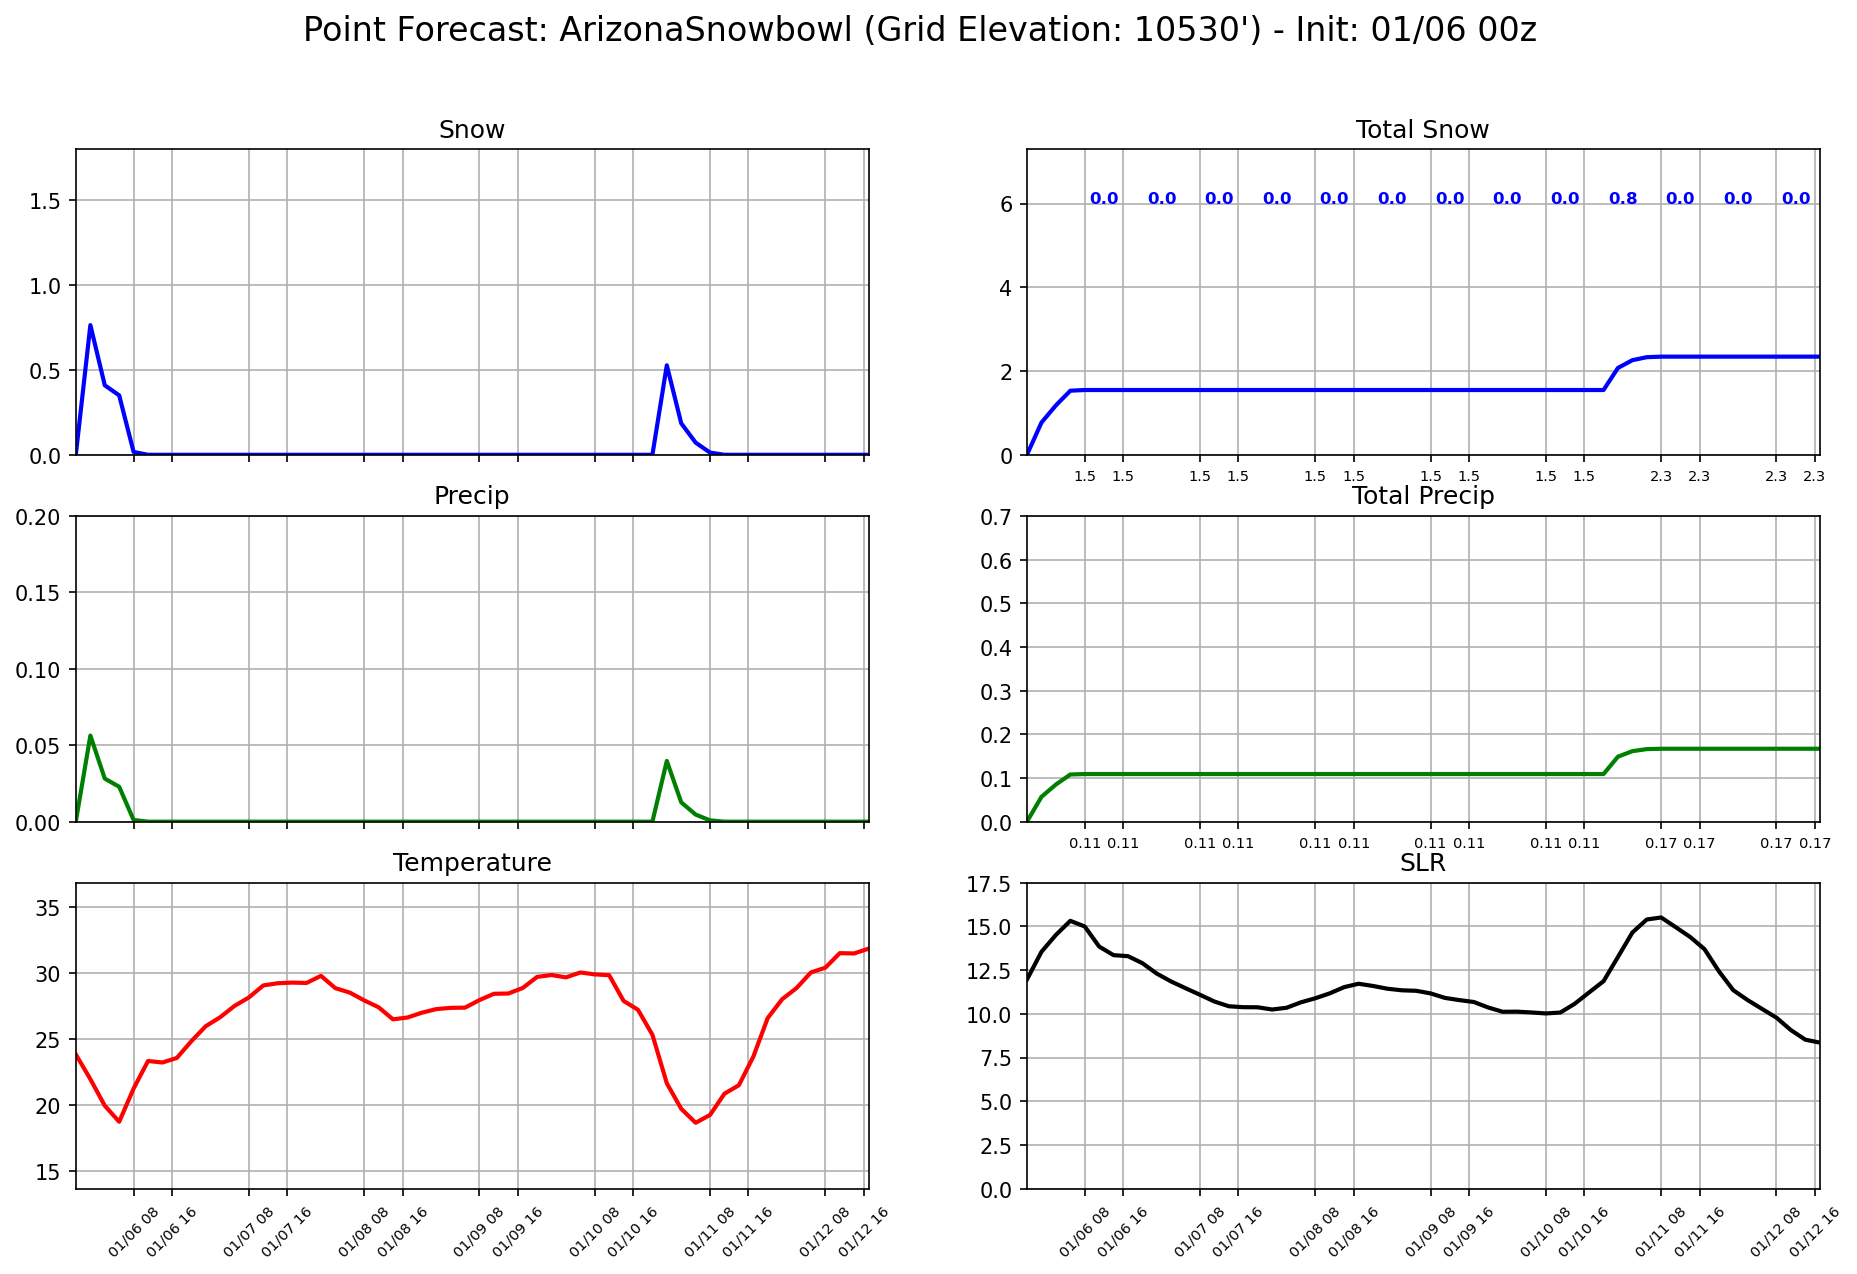 Point Forecast: ArizonaSnowbowl (Grid Elevation: 10530') - Init: 01/06 00z
Snow
1.5
1.0
0.5
0.0
Total Snow
0.0 0.0 0.0 0.0 0.0 0.0 0.0 0.0 0.0 0.8 0.0 0.0 0.0
6
4
2
0
1.5 1.5 1.5 1.5 1.5 1.5 1.5 1.5 1.5 1.5 2.3 2.3 2.3 2.3
Precip
0.20
0.15
0.10
0.05
0.00
Total Precip
0.7
0.6
0.5
0.4
0.3
0.2
0.1
0.0
0.11 0.11 0.11 0.11 0.11 0.11 0.11 0.11 0.11 0.11 0.17 0.17 0.17 0.17
Temperature
35
30
25
20
15
01/06 08 01/06 16 01/07 08 01/07 16 01/08 08 01/08 16 01/09 08 01/09 16 01/10 08 01/10 16 01/11 08 01/11 16 01/12 08 01/12 16
SLR
17.5
15.0
12.5
10.0
7.5
5.0
2.5
0.0
01/06 08 01/06 16 01/07 08 01/07 16 01/08 08 01/08 16 01/09 08 01/09 16 01/10 08 01/10 16 01/11 08 01/11 16 01/12 08 01/12 16